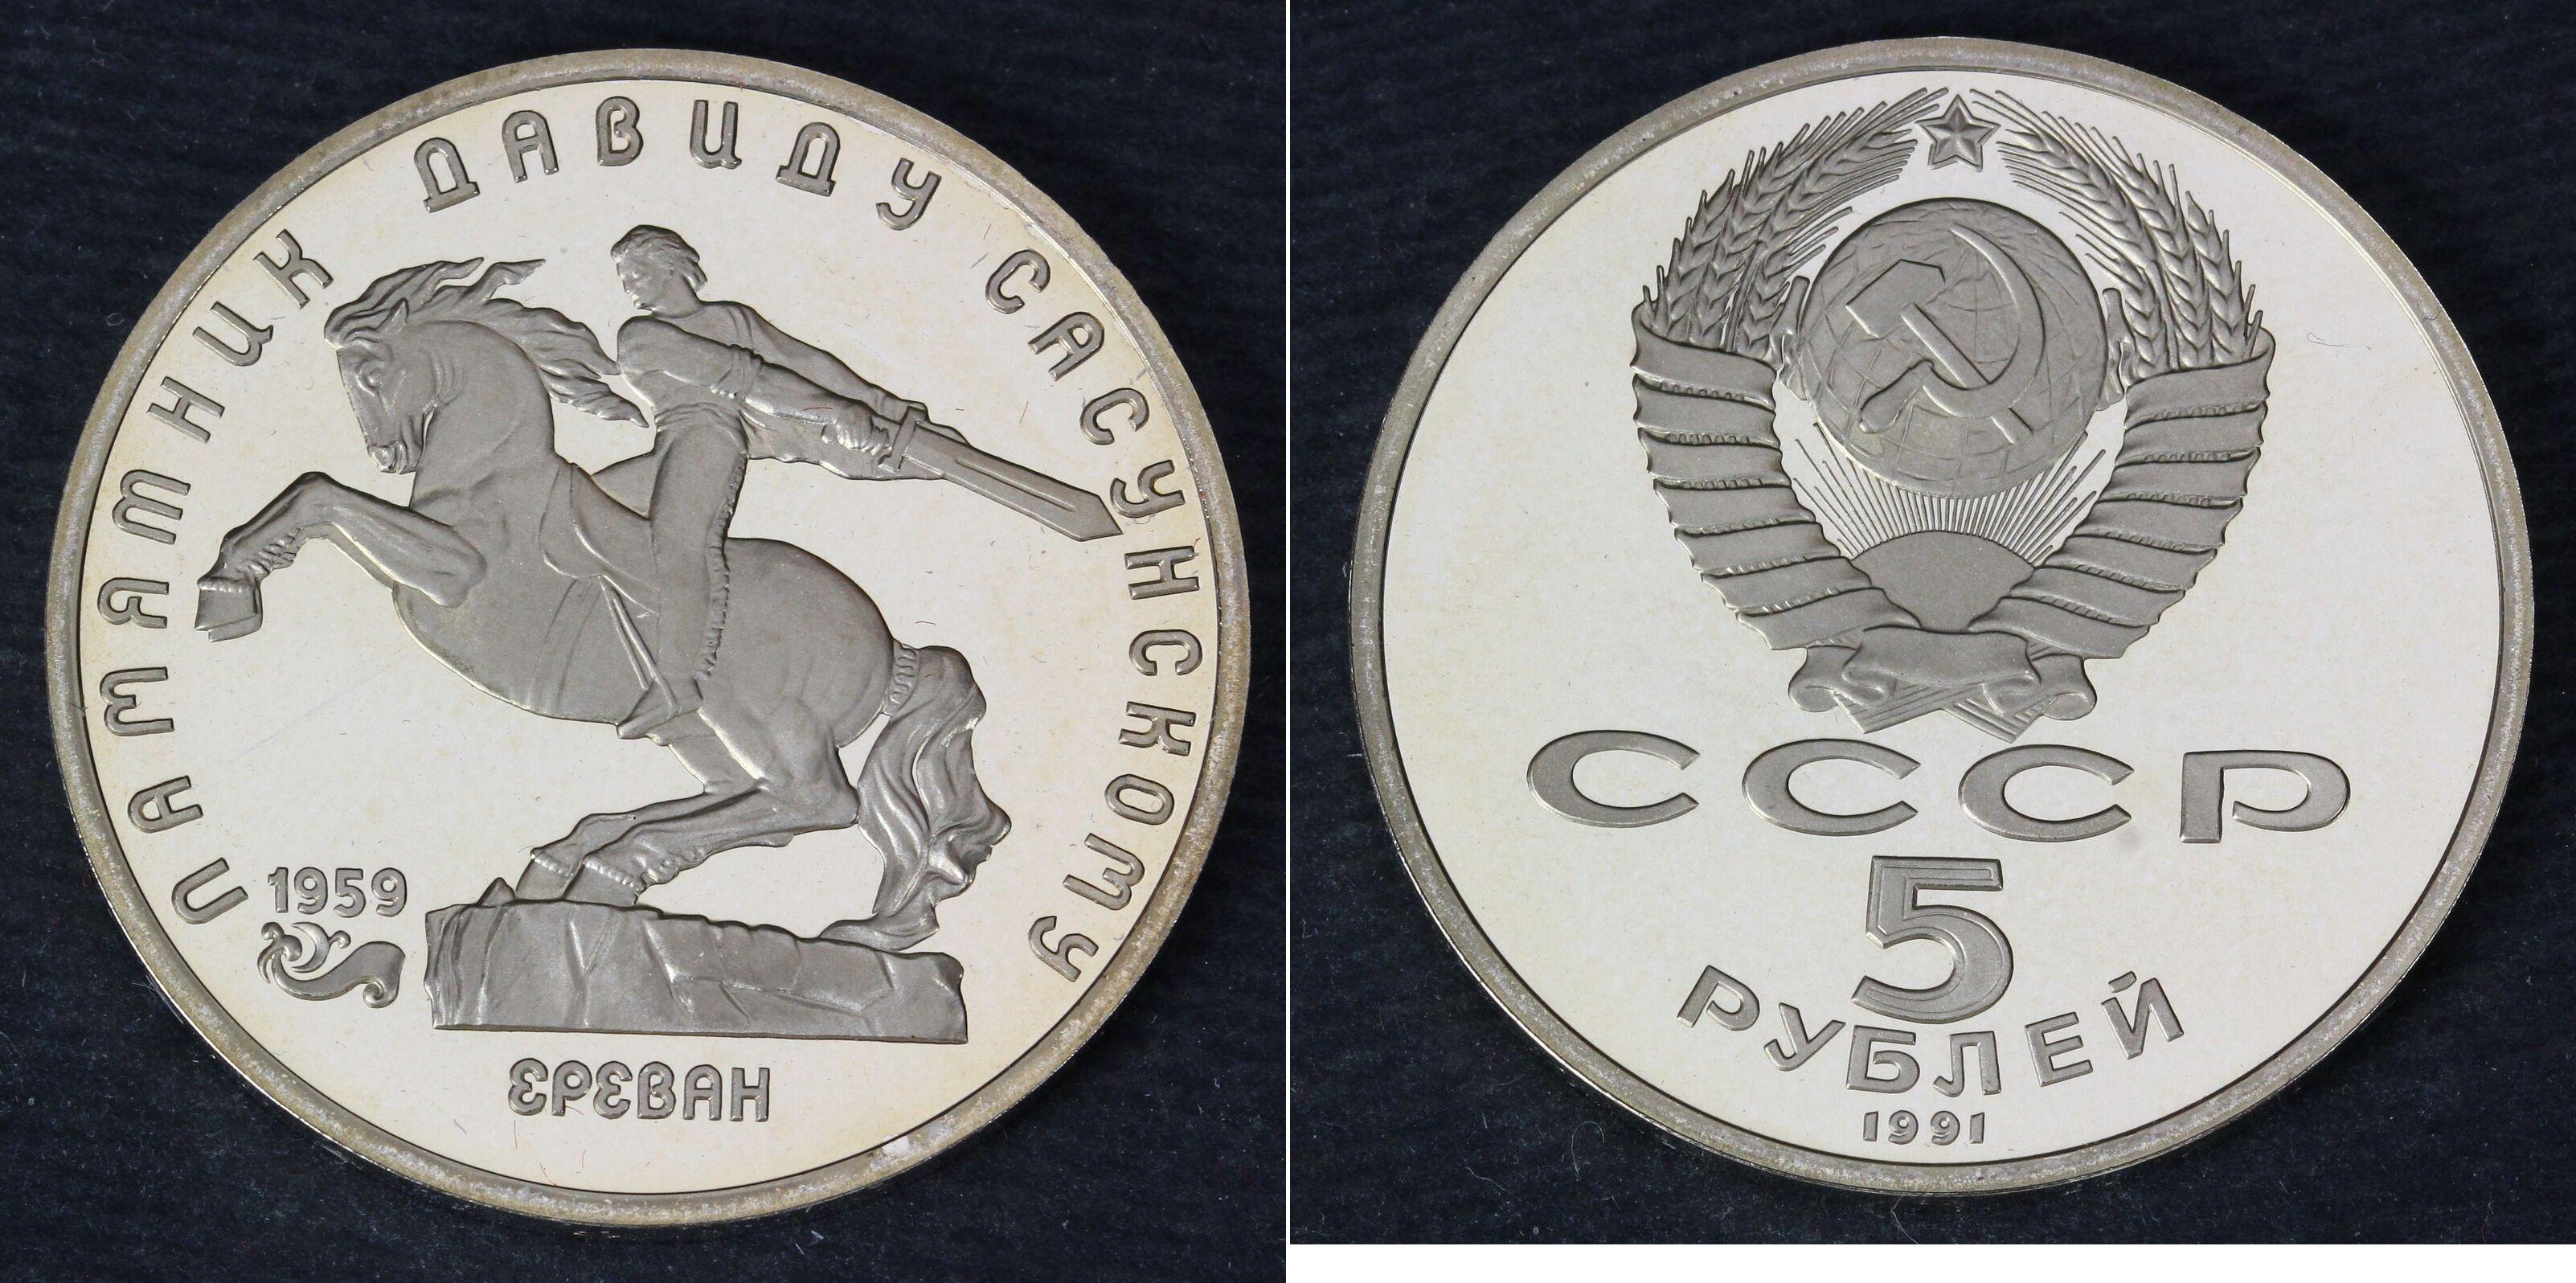 ПАМЯТНИК ДАВИДУ САСУНСКОМУ
1959
ЕРЕВАН
СССР
5
РУБЛЕЙ
1991